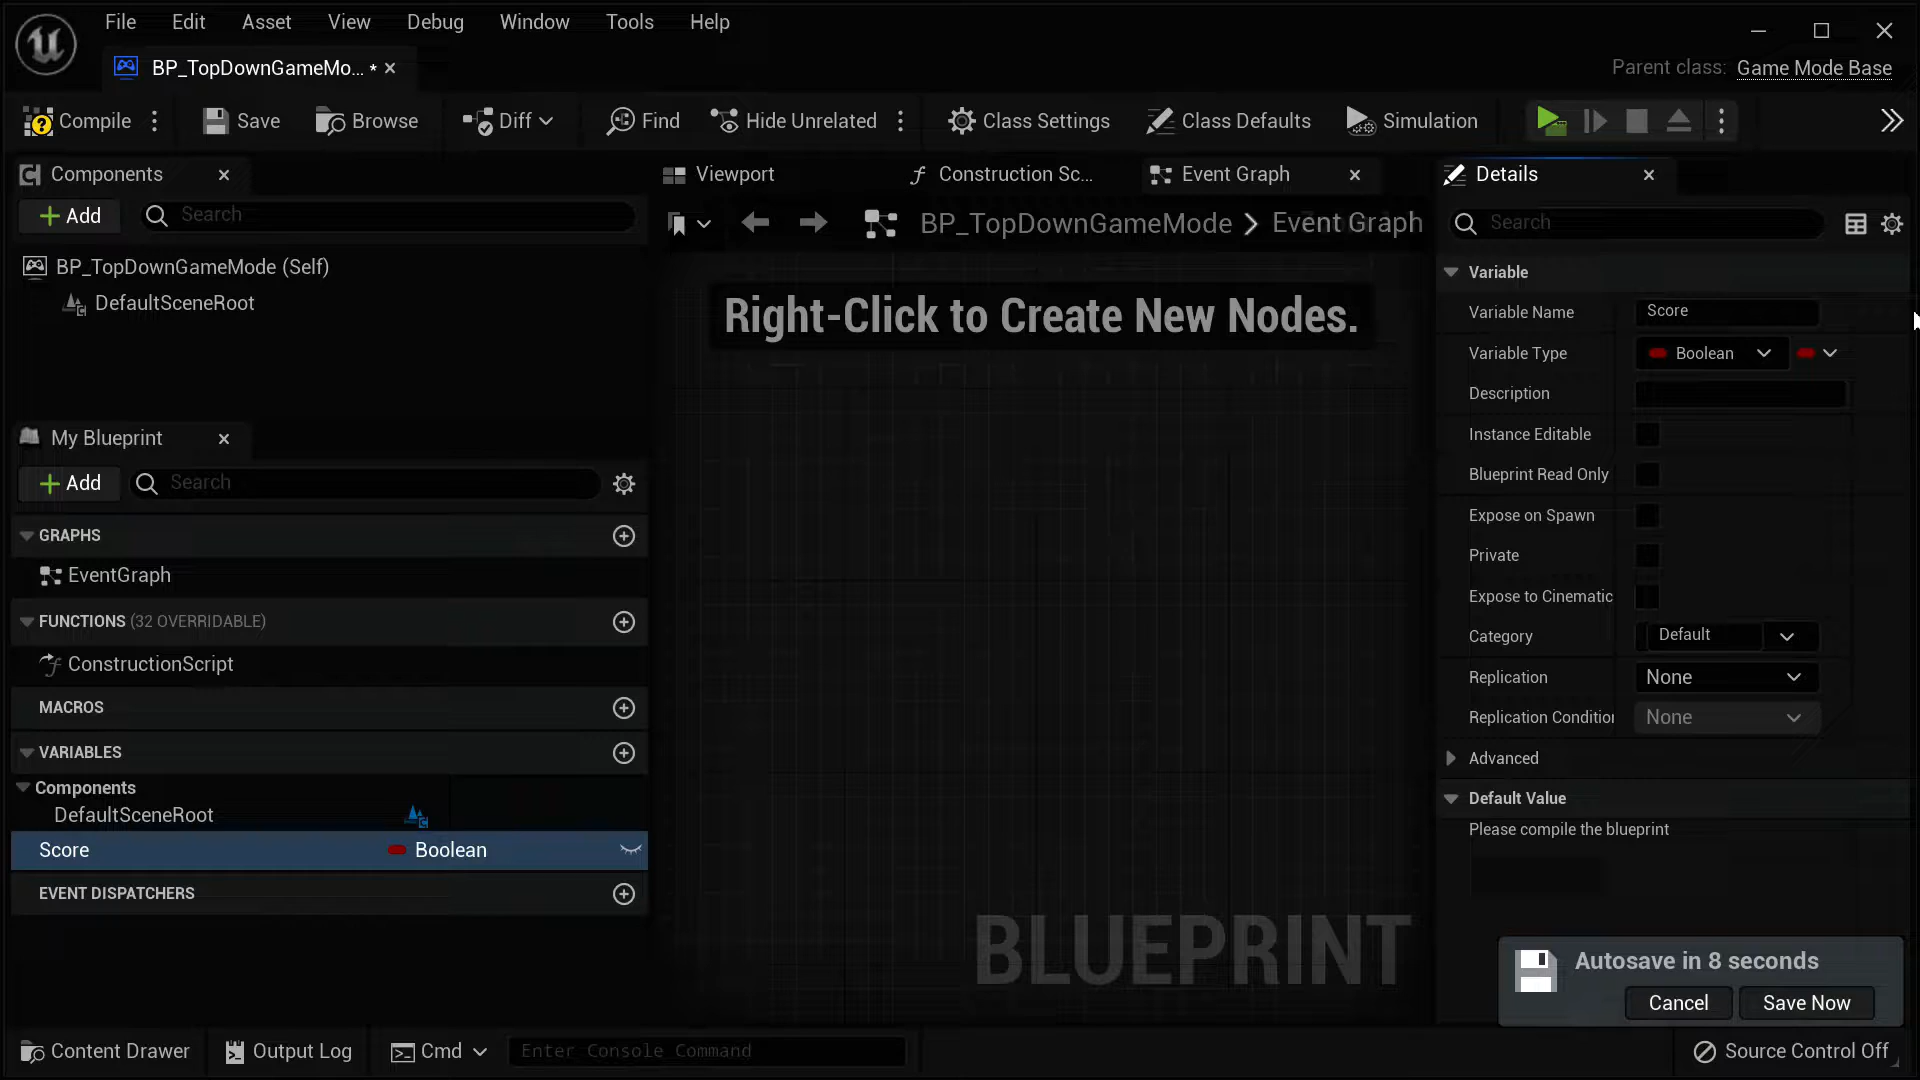 File Edit Asset View Debug Window Tools Help
BP_TopDownGameMo... *
Parent class: Game Mode Base
Compile Save Browse Diff Find Hide Unrelated Class Settings Class Defaults Simulation
Components
Add Search
BP_TopDownGameMode (Self)
DefaultSceneRoot
My Blueprint
Add Search
GRAPHS
EventGraph
FUNCTIONS (32 OVERRIDABLE)
ConstructionScript
MACROS
VARIABLES
Components
DefaultSceneRoot
Score Boolean
EVENT DISPATCHERS
Viewport Construction Sc... Event Graph
BP_TopDownGameMode > Event Graph
Right-Click to Create New Nodes.
BLUEPRINT
Details
Search
Variable
Variable Name Score
Variable Type Boolean
Description
Instance Editable
Blueprint Read Only
Expose on Spawn
Private
Expose to Cinematic
Category Default
Replication None
Replication Condition None
Advanced
Default Value
Please compile the blueprint
Autosave in 8 seconds
Cancel Save Now
Content Drawer Output Log Cmd Enter Console Command Source Control Off